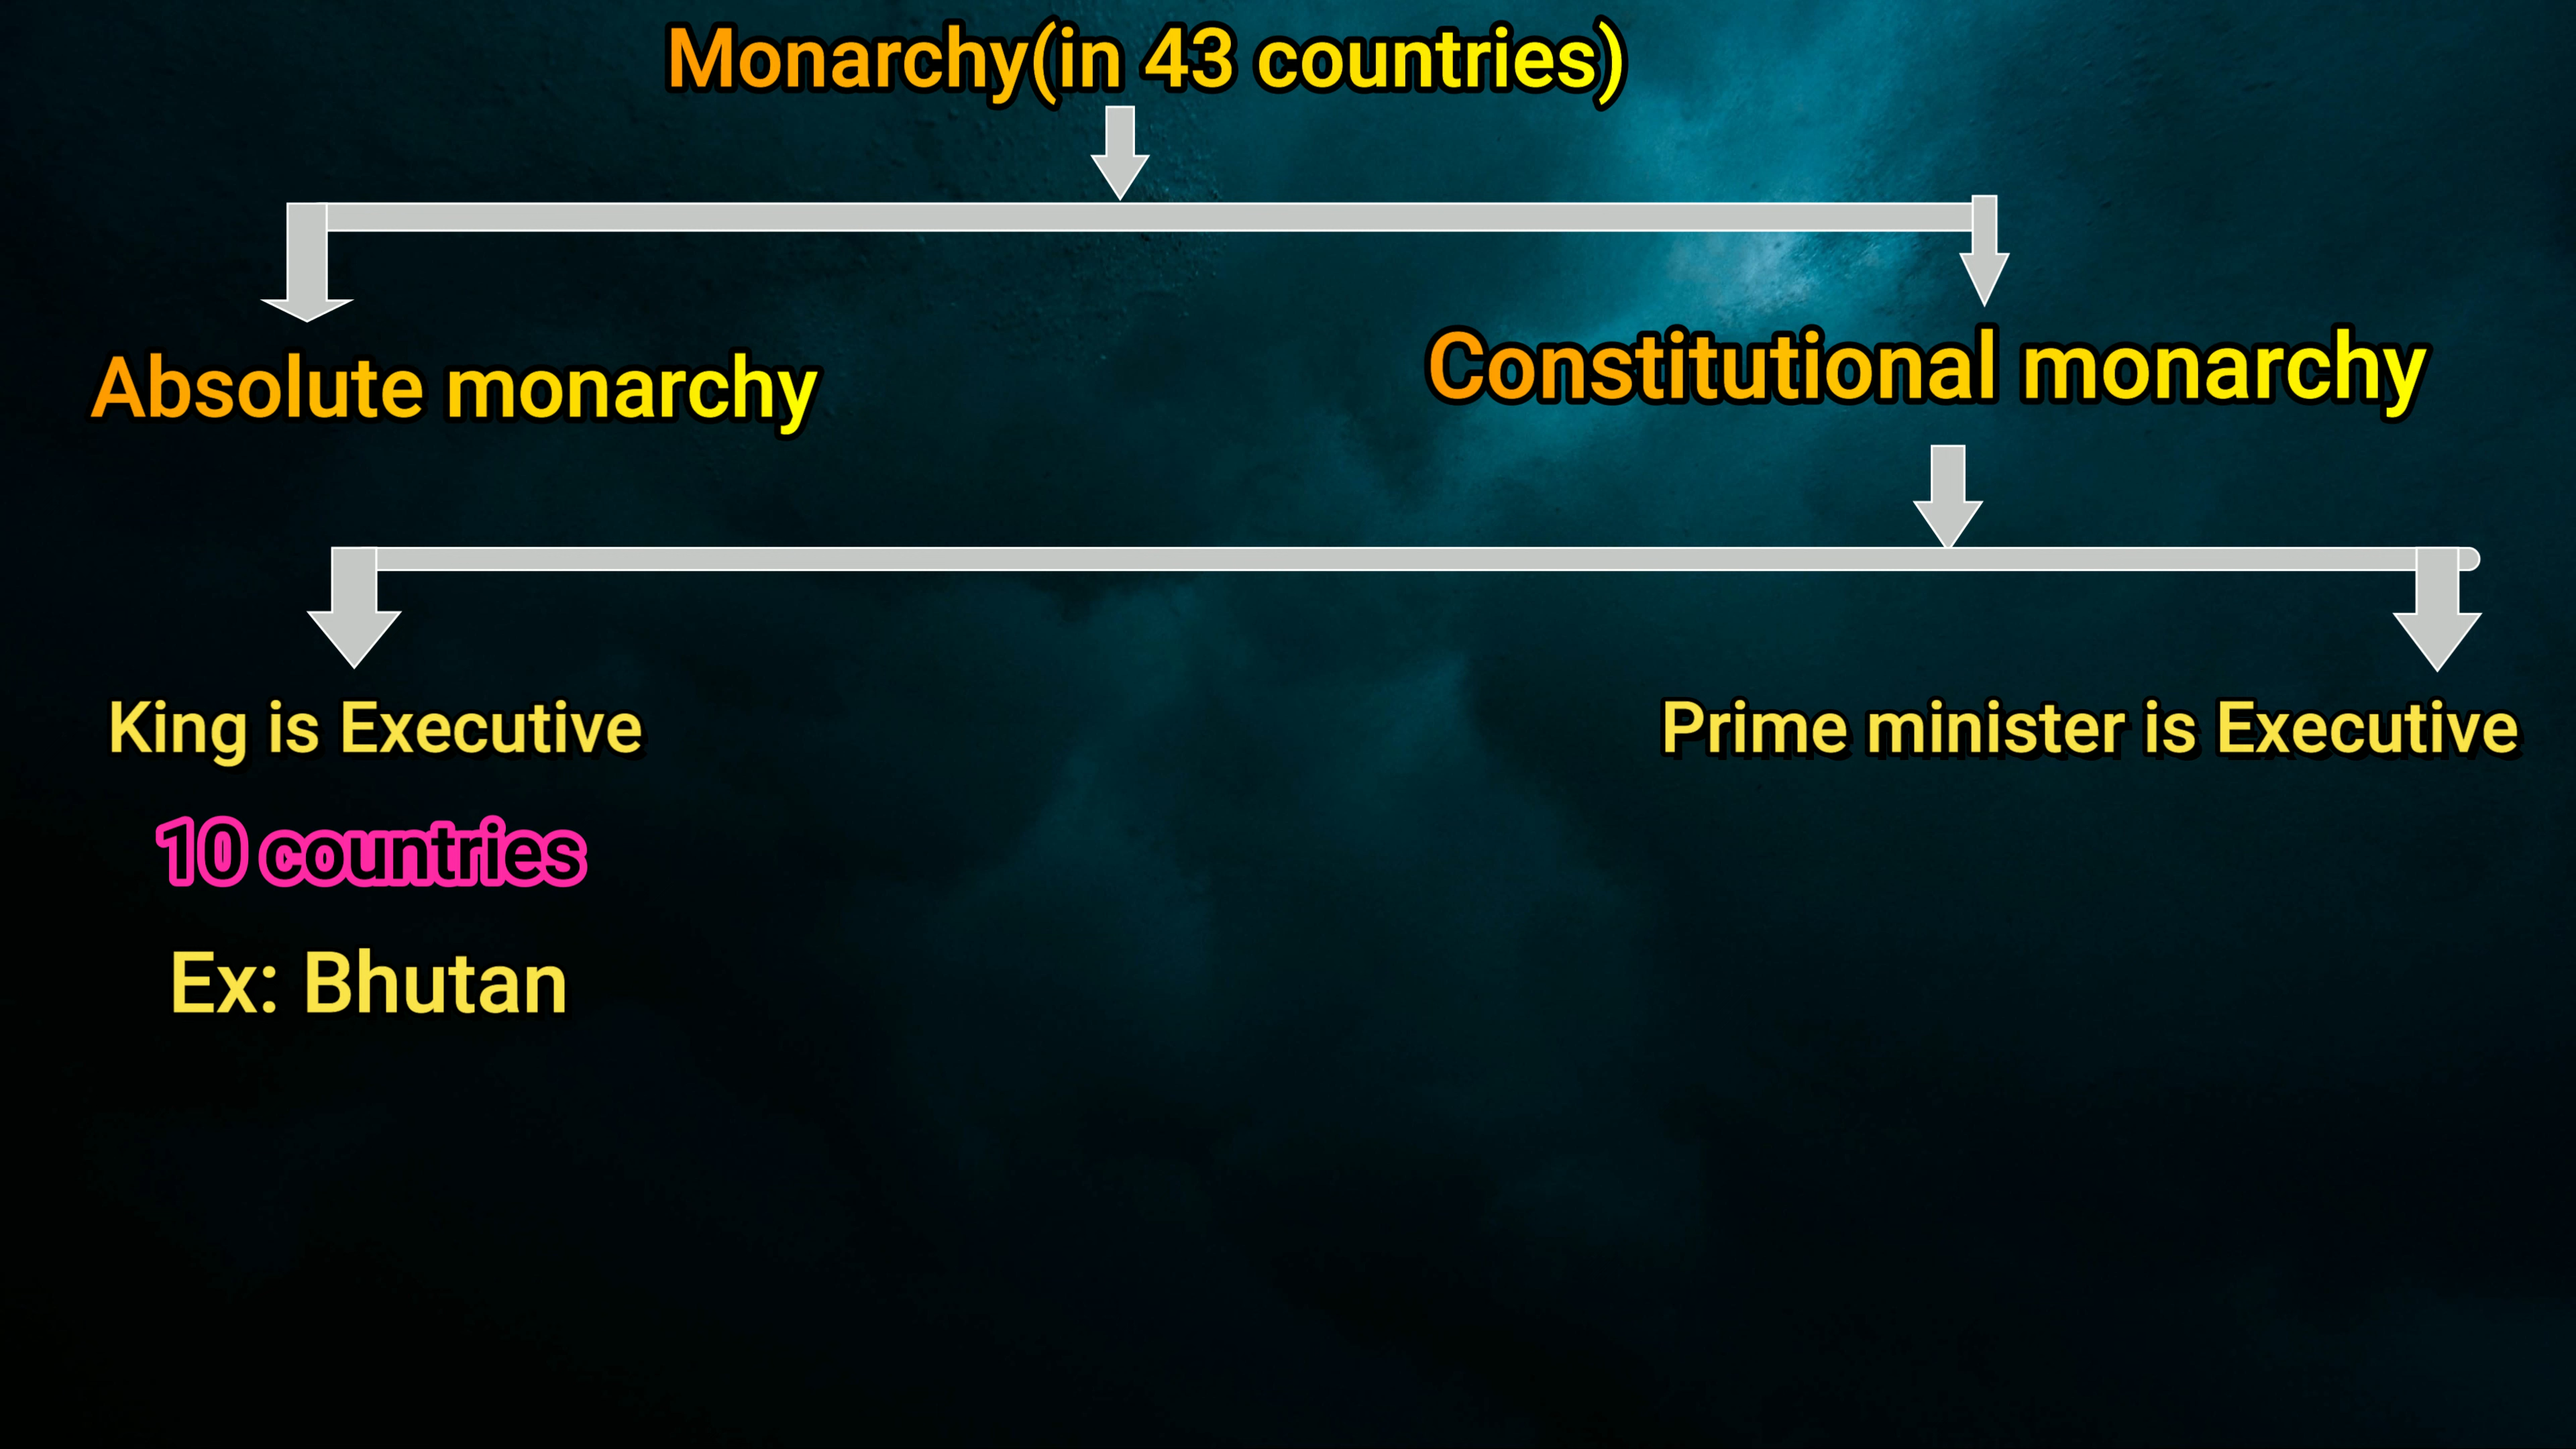 Monarchy(in 43 countries)
Absolute monarchy
Constitutional monarchy
King is Executive
Prime minister is Executive
10 countries
Ex: Bhutan